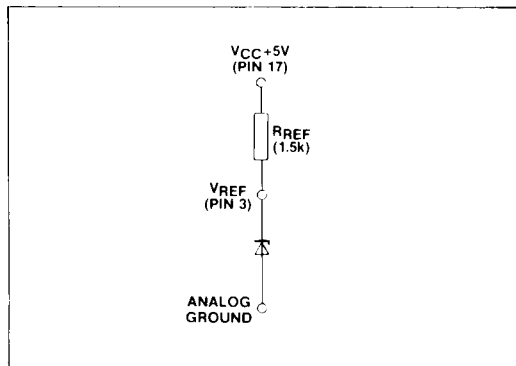 VCC +5V
(PIN 17)
RREF
(1.5k)
VREF
(PIN 3)
ANALOG
GROUND